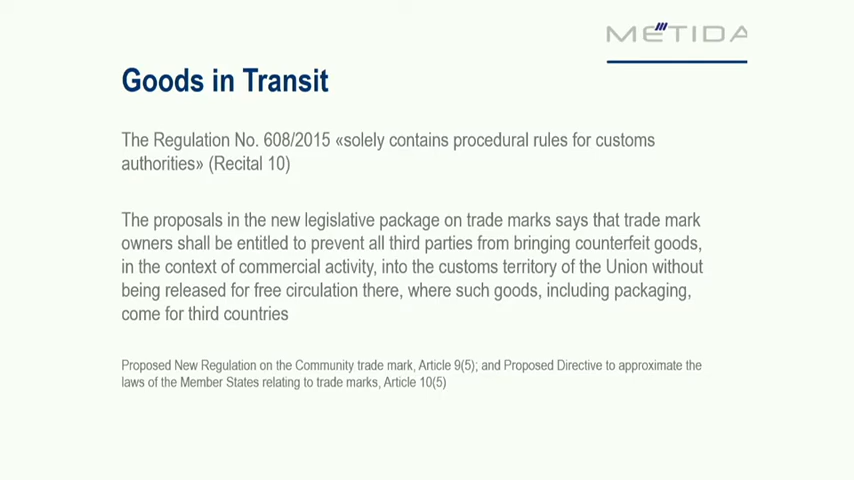 METIDA
Goods in Transit
The Regulation No. 608/2015 «solely contains procedural rules for customs
authorities» (Recital 10)
The proposals in the new legislative package on trade marks says that trade mark
owners shall be entitled to prevent all third parties from bringing counterfeit goods,
in the context of commercial activity, into the customs territory of the Union without
being released for free circulation there, where such goods, including packaging,
come for third countries
Proposed New Regulation on the Community trade mark, Article 9(5); and Proposed Directive to approximate the
laws of the Member States relating to trade marks, Article 10(5)